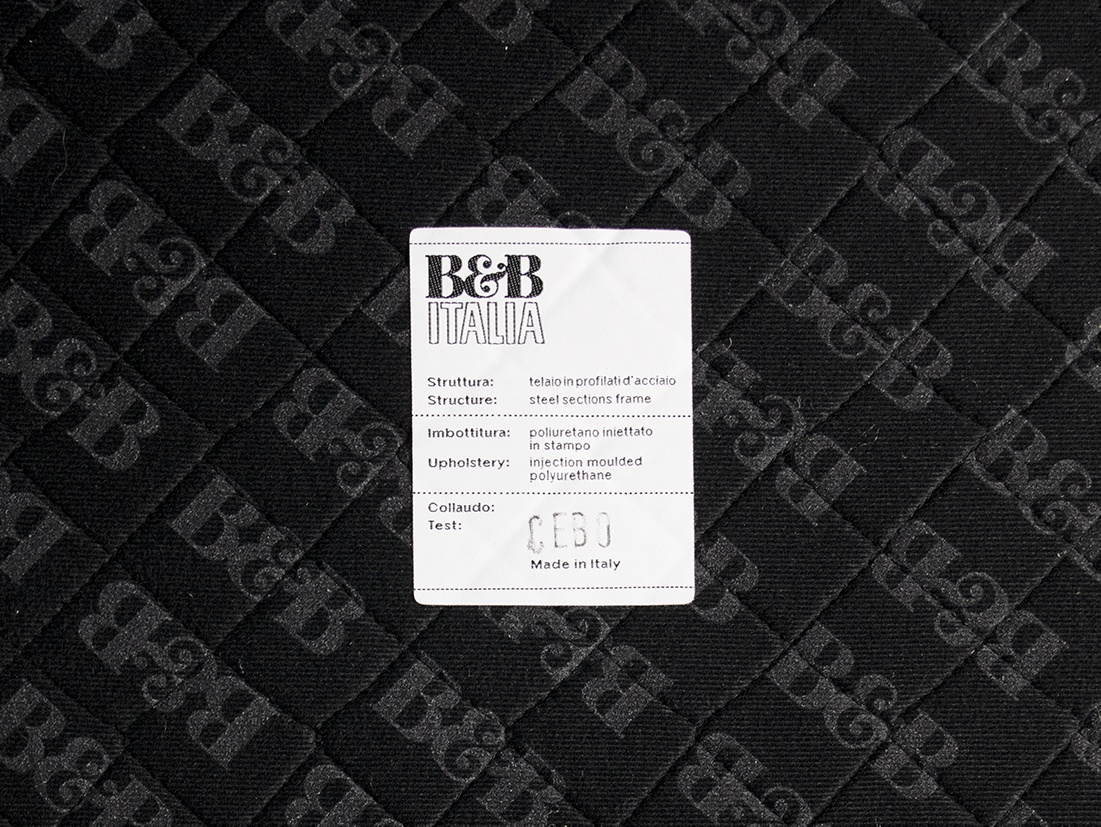 B&B
ITALIA
Struttura: telaio in profilati d'acciaio
Structure: steel sections frame
Imbottitura: poliuretano iniettato
in stampo
Upholstery: injection moulded
polyurethane
Collaudo:
Test: CEBO
Made in Italy